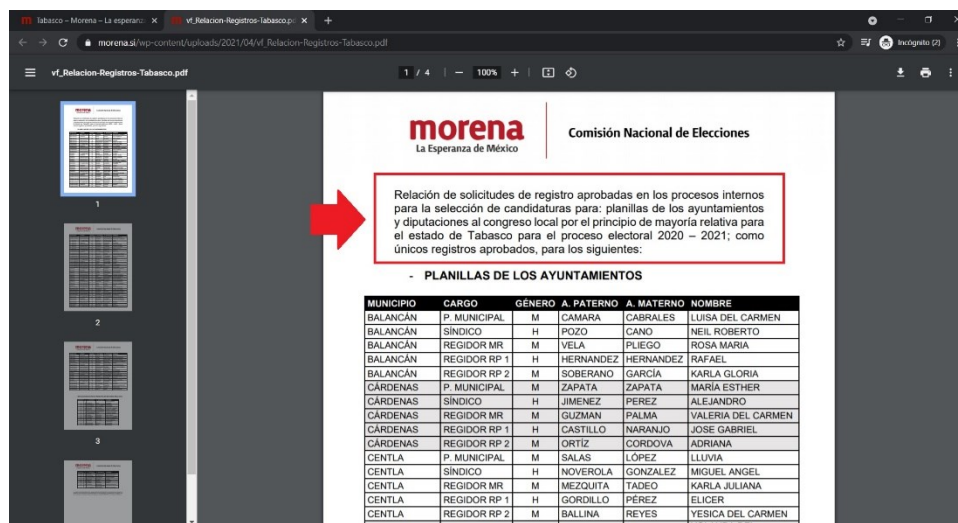 Tabasco – Morena – La esperanz
vf_Relacion-Registros-Tabasco.pd
morena.si/wp-content/uploads/2021/04/vf_Relacion-Registros-Tabasco.pdf
Incógnito (2)
vf_Relacion-Registros-Tabasco.pdf
1 / 4
100%
morena
La Esperanza de México
Comisión Nacional de Elecciones
Relación de solicitudes de registro aprobadas en los procesos internos
para la selección de candidaturas para: planillas de los ayuntamientos
y diputaciones al congreso local por el principio de mayoría relativa para
el estado de Tabasco para el proceso electoral 2020 – 2021; como
únicos registros aprobados, para los siguientes:
- PLANILLAS DE LOS AYUNTAMIENTOS
MUNICIPIO CARGO GÉNERO A. PATERNO A. MATERNO NOMBRE
BALANCÁN P. MUNICIPAL M CAMARA CABRALES LUISA DEL CARMEN
BALANCÁN SÍNDICO H POZO CANO NEIL ROBERTO
BALANCÁN REGIDOR MR M VELA PLIEGO ROSA MARIA
BALANCÁN REGIDOR RP 1 H HERNANDEZ HERNANDEZ RAFAEL
BALANCÁN REGIDOR RP 2 M SOBERANO GARCÍA KARLA GLORIA
CÁRDENAS P. MUNICIPAL M ZAPATA ZAPATA MARÍA ESTHER
CÁRDENAS SÍNDICO H JIMENEZ PEREZ ALEJANDRO
CÁRDENAS REGIDOR MR M GUZMAN PALMA VALERIA DEL CARMEN
CÁRDENAS REGIDOR RP 1 H CASTILLO NARANJO JOSE GABRIEL
CÁRDENAS REGIDOR RP 2 M ORTÍZ CORDOVA ADRIANA
CENTLA P. MUNICIPAL M SALAS LÓPEZ LLUVIA
CENTLA SÍNDICO H NOVEROLA GONZALEZ MIGUEL ANGEL
CENTLA REGIDOR MR M MEZQUITA TADEO KARLA JULIANA
CENTLA REGIDOR RP 1 H GORDILLO PÉREZ ELICER
CENTLA REGIDOR RP 2 M BALLINA REYES YESICA DEL CARMEN
1
2
3